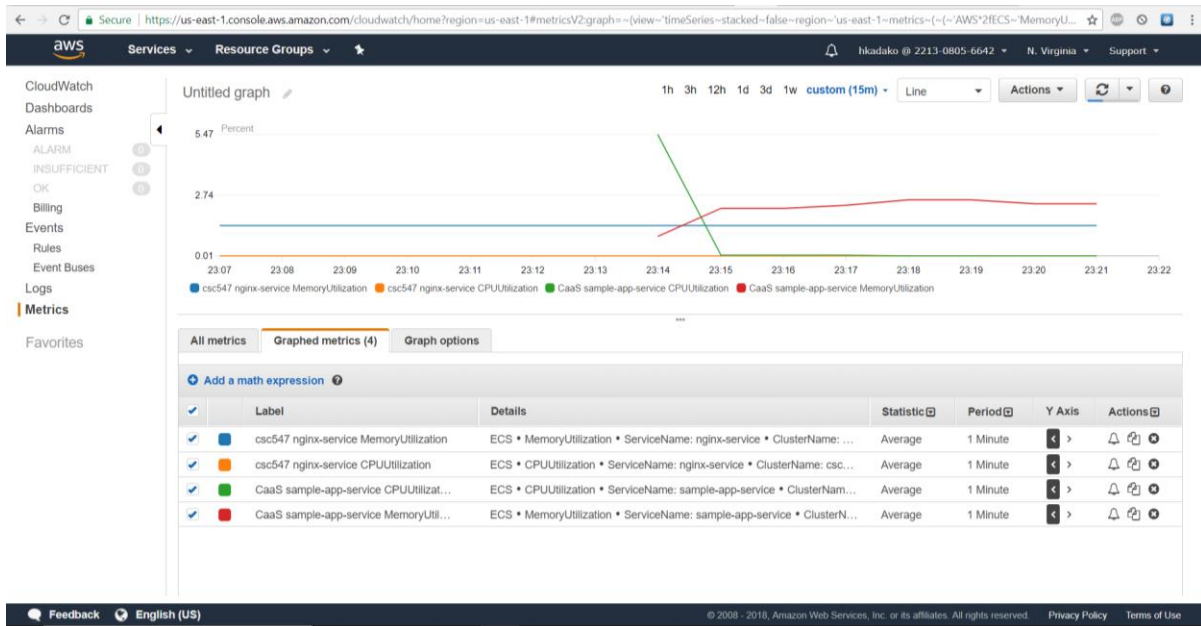 Secure | https://us-east-1.console.aws.amazon.com/cloudwatch/home?region=us-east-1#metricsV2:graph=~(view~'timeSeries~stacked~false~region~'us-east-1~metrics~(~(~'AWS*2fECS~'MemoryU...
aws Services Resource Groups hkadako @ 2213-0805-6642 N. Virginia Support
CloudWatch
Dashboards
Alarms
ALARM 0
INSUFFICIENT 0
OK 0
Billing
Events
Rules
Event Buses
Logs
Metrics
Favorites
Untitled graph 1h 3h 12h 1d 3d 1w custom (15m) Line Actions
5.47 Percent
2.74
0.01
23:07 23:08 23:09 23:10 23:11 23:12 23:13 23:14 23:15 23:16 23:17 23:18 23:19 23:20 23:21 23:22
csc547 nginx-service MemoryUtilization csc547 nginx-service CPUUtilization CaaS sample-app-service CPUUtilization CaaS sample-app-service MemoryUtilization
All metrics Graphed metrics (4) Graph options
Add a math expression
Label Details Statistic Period Y Axis Actions
csc547 nginx-service MemoryUtilization ECS • MemoryUtilization • ServiceName: nginx-service • ClusterName: ... Average 1 Minute
csc547 nginx-service CPUUtilization ECS • CPUUtilization • ServiceName: nginx-service • ClusterName: csc... Average 1 Minute
CaaS sample-app-service CPUUtilizat... ECS • CPUUtilization • ServiceName: sample-app-service • ClusterNam... Average 1 Minute
CaaS sample-app-service MemoryUtil... ECS • MemoryUtilization • ServiceName: sample-app-service • ClusterN... Average 1 Minute
Feedback English (US) © 2008 - 2018, Amazon Web Services, Inc. or its affiliates. All rights reserved. Privacy Policy Terms of Use